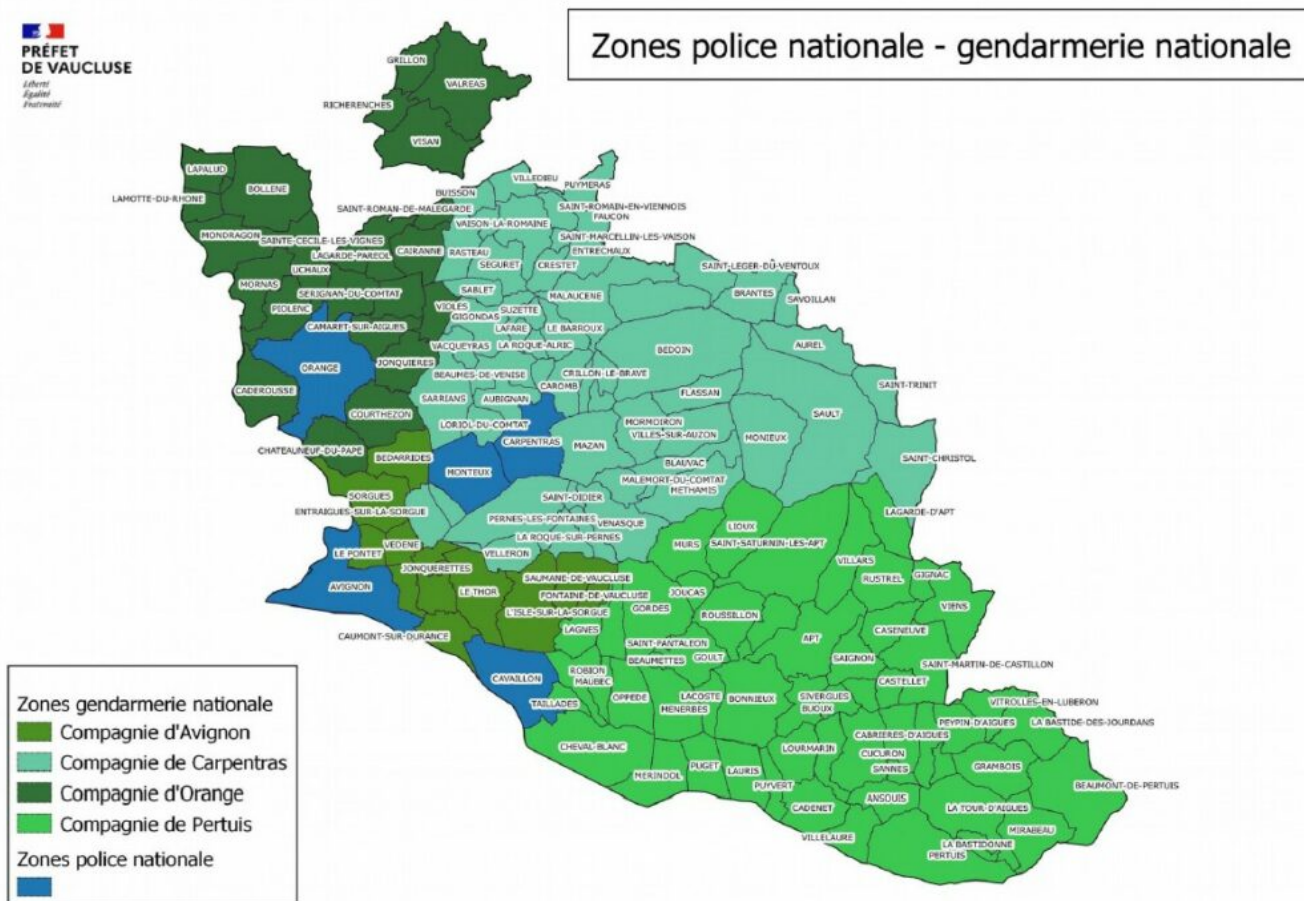 PRÉFET
DE VAUCLUSE
Liberté
Égalité
Fraternité
Zones police nationale - gendarmerie nationale
GRILLON
VALREAS
RICHERENCHES
VISAN
LAPALUD
BOLLENE
LAMOTTE-DU-RHONE
VILLEDIEU
PUYMERAS
BUISSON
SAINT-ROMAN-DE-MALEGARDE
SAINT-ROMAIN-EN-VIENNOIS
FAUCON
VAISON-LA-ROMAINE
MONDRAGON
SAINTE-CECILE-LES-VIGNES
SAINT-MARCELLIN-LES-VAISON
LAGARDE-PAREOL
CAIRANNE
RASTEAU
ENTRECHAUX
UCHAUX
SEGURET
CRESTET
SAINT-LEGER-DU-VENTOUX
MORNAS
SERIGNAN-DU-COMTAT
SABLET
MALAUCENE
BRANTES
SAVOILLAN
PIOLENC
VIOLES
GIGONDAS
SUZETTE
CAMARET-SUR-AIGUES
LAFARE
LE BARROUX
VACQUEYRAS
LA ROQUE-ALRIC
BEDOIN
AUREL
ORANGE
JONQUIERES
BEAUMES-DE-VENISE
CRILLON-LE-BRAVE
CAROMB
SAINT-TRINIT
CADEROUSSE
SARRIANS
AUBIGNAN
FLASSAN
COURTHEZON
SAULT
LORIOL-DU-COMTAT
MORMOIRON
VILLES-SUR-AUZON
MONIEUX
CARPENTRAS
MAZAN
CHATEAUNEUF-DU-PAPE
BEDARRIDES
MONTEUX
BLAUVAC
SAINT-CHRISTOL
MALEMORT-DU-COMTAT
METHAMIS
SORGUES
SAINT-DIDIER
ENTRAIGUES-SUR-LA-SORGUE
PERNES-LES-FONTAINES
VENASQUE
LAGARDE-D'APT
LIOUX
LA ROQUE-SUR-PERNES
MURS
SAINT-SATURNIN-LES-APT
LE PONTET
VEDENE
VELLERON
VILLARS
JONQUERETTES
SAUMANE-DE-VAUCLUSE
RUSTREL
GIGNAC
AVIGNON
LE THOR
FONTAINE-DE-VAUCLUSE
JOUCAS
L'ISLE-SUR-LA-SORGUE
GORDES
ROUSSILLON
VIENS
LAGNES
CASENEUVE
CAUMONT-SUR-DURANCE
SAINT-PANTALEON
APT
BEAUMETTES
GOULT
SAIGNON
SAINT-MARTIN-DE-CASTILLON
CAVAILLON
ROBION
MAUBEC
CASTELLET
TAILLADES
OPPEDE
LACOSTE
MENERBES
BONNIEUX
SIVERGUES
BUOUX
VITROLLES-EN-LUBERON
PEYPIN-D'AIGUES
LA BASTIDE-DES-JOURDANS
CABRIERES-D'AIGUES
CHEVAL-BLANC
LOURMARIN
CUCURON
SANNES
GRAMBOIS
MERINDOL
PUGET
LAURIS
PUYVERT
BEAUMONT-DE-PERTUIS
ANSOUIS
CADENET
LA TOUR-D'AIGUES
MIRABEAU
VILLELAURE
LA BASTIDONNE
PERTUIS
Zones gendarmerie nationale
Compagnie d'Avignon
Compagnie de Carpentras
Compagnie d'Orange
Compagnie de Pertuis
Zones police nationale